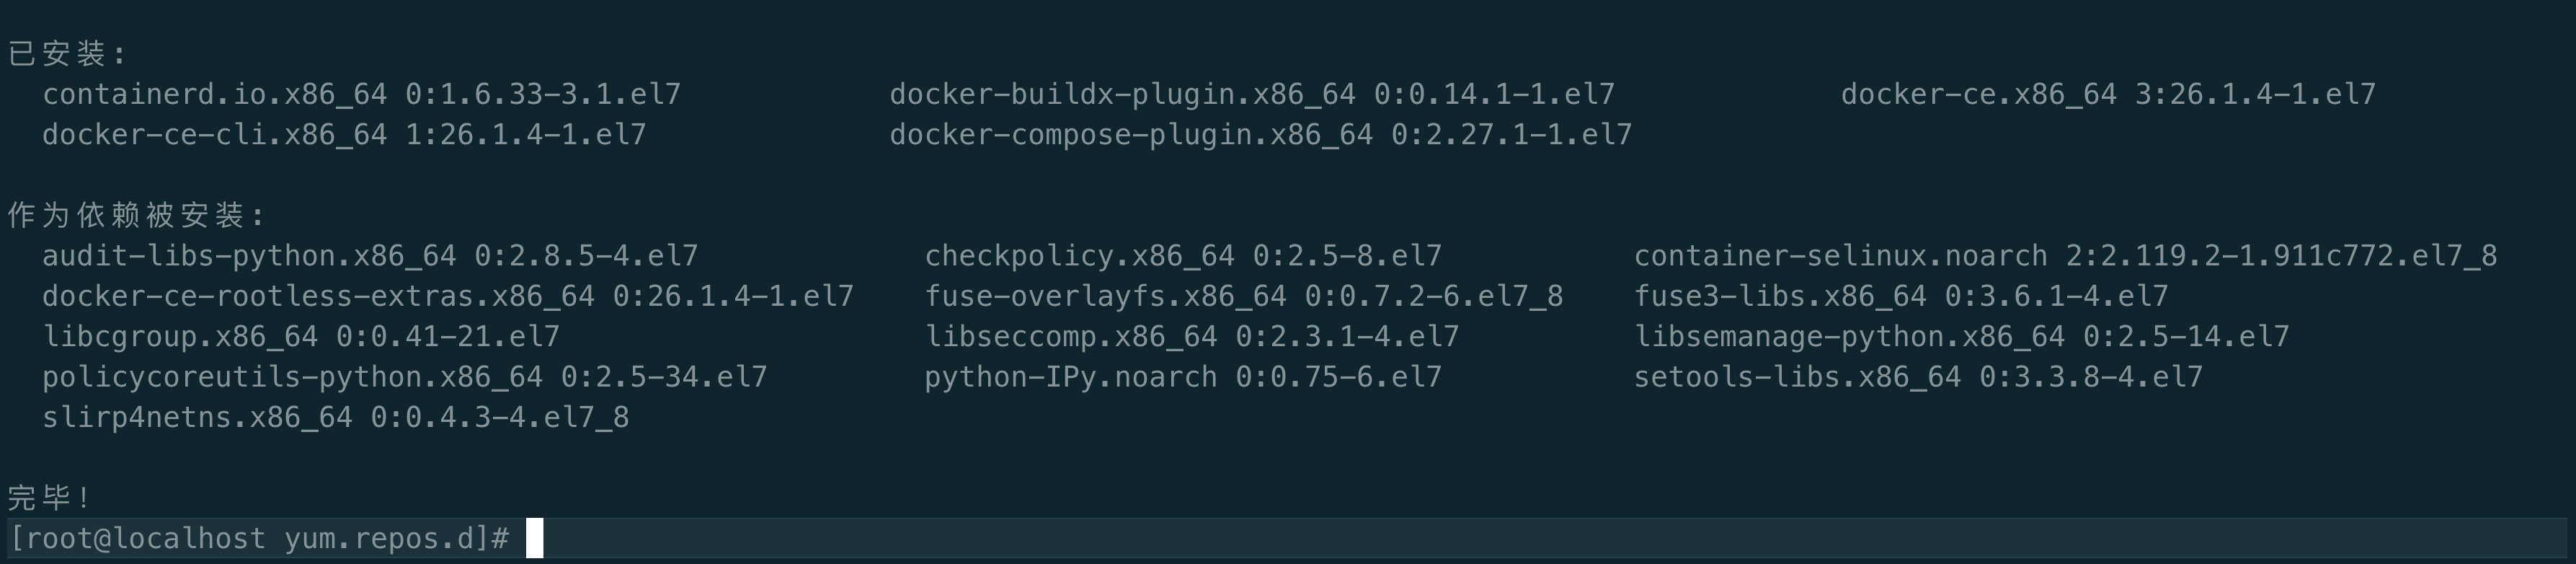 已安装:
containerd.io.x86_64 0:1.6.33-3.1.el7 docker-buildx-plugin.x86_64 0:0.14.1-1.el7 docker-ce.x86_64 3:26.1.4-1.el7
docker-ce-cli.x86_64 1:26.1.4-1.el7 docker-compose-plugin.x86_64 0:2.27.1-1.el7
作为依赖被安装:
audit-libs-python.x86_64 0:2.8.5-4.el7 checkpolicy.x86_64 0:2.5-8.el7 container-selinux.noarch 2:2.119.2-1.911c772.el7_8
docker-ce-rootless-extras.x86_64 0:26.1.4-1.el7 fuse-overlayfs.x86_64 0:0.7.2-6.el7_8 fuse3-libs.x86_64 0:3.6.1-4.el7
libcgroup.x86_64 0:0.41-21.el7 libseccomp.x86_64 0:2.3.1-4.el7 libsemanage-python.x86_64 0:2.5-14.el7
policycoreutils-python.x86_64 0:2.5-34.el7 python-IPy.noarch 0:0.75-6.el7 setools-libs.x86_64 0:3.3.8-4.el7
slirp4netns.x86_64 0:0.4.3-4.el7_8
完毕!
[root@localhost yum.repos.d]#